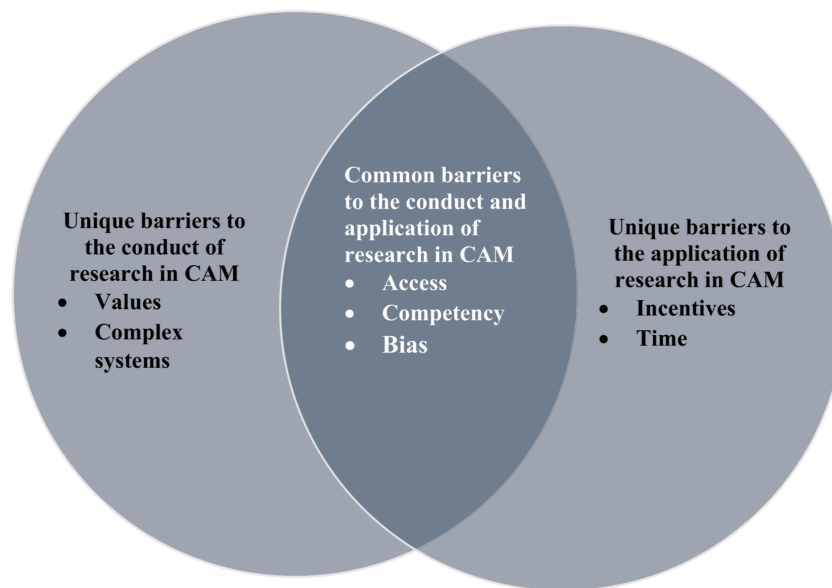 Unique barriers to
the conduct of
research in CAM
• Values
• Complex
systems
Common barriers
to the conduct and
application of
research in CAM
• Access
• Competency
• Bias
Unique barriers to
the application of
research in CAM
• Incentives
• Time